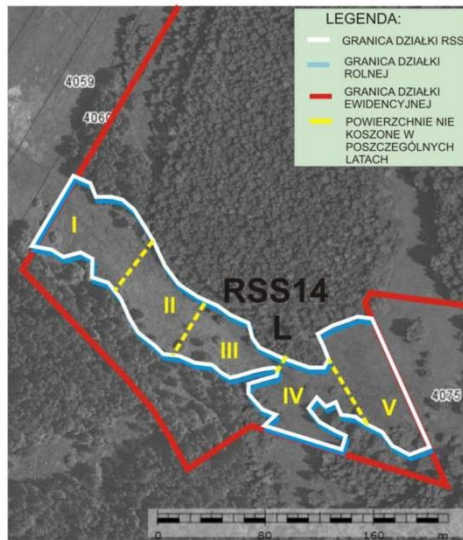 LEGENDA:
GRANICA DZIAŁKI RSS
GRANICA DZIAŁKI
ROLNEJ
GRANICA DZIAŁKI
EWIDENCYJNEJ
POWIERZCHNIE NIE
KOSZONE W
POSZCZEGÓLNYCH
LATACH
4059
4060
I
II
III
RSS14
L
IV
V
4075
0 80 160 m